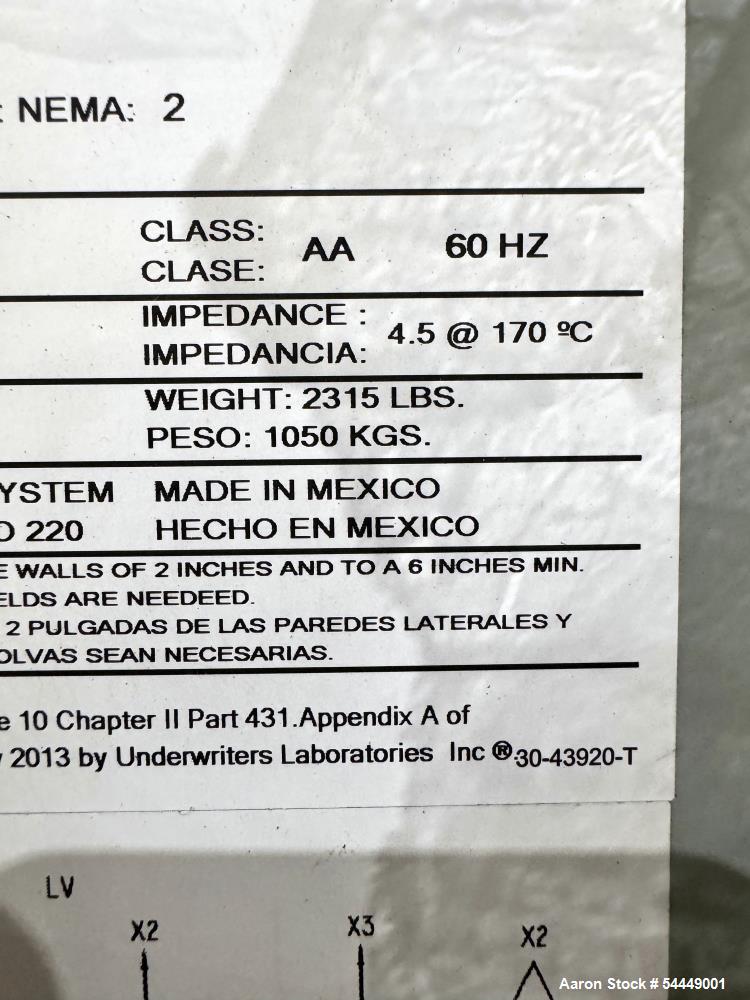 : NEMA: 2
CLASS: AA 60 HZ
CLASE:
IMPEDANCE : 4.5 @ 170 ºC
IMPEDANCIA:
WEIGHT: 2315 LBS.
PESO: 1050 KGS.
YSTEM MADE IN MEXICO
O 220 HECHO EN MEXICO
E WALLS OF 2 INCHES AND TO A 6 INCHES MIN.
ELDS ARE NEEDEED.
2 PULGADAS DE LAS PAREDES LATERALES Y
OLVAS SEAN NECESARIAS.
e 10 Chapter II Part 431.Appendix A of
2013 by Underwriters Laboratories Inc ® 30-43920-T
LV
X2 X3 X2
Aaron Stock # 54449001